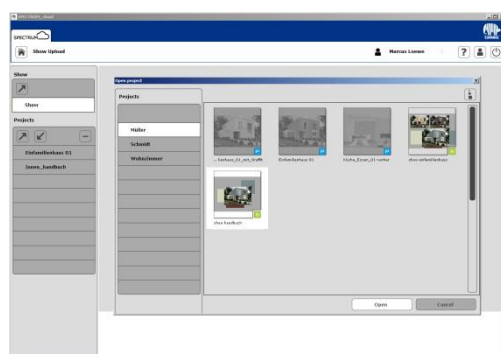 SPECTRUM_cloud
SPECTRUM
Show Upload
Marcus Loewe
?
Show
Show
Projects
Einfamilienhaus 01
Innen_handbuch
Open project
Projects
Müller
Schmidt
Wohnzimmer
Einfamilienhaus 01
show einfamilienhaus
show handbuch
Open
Cancel